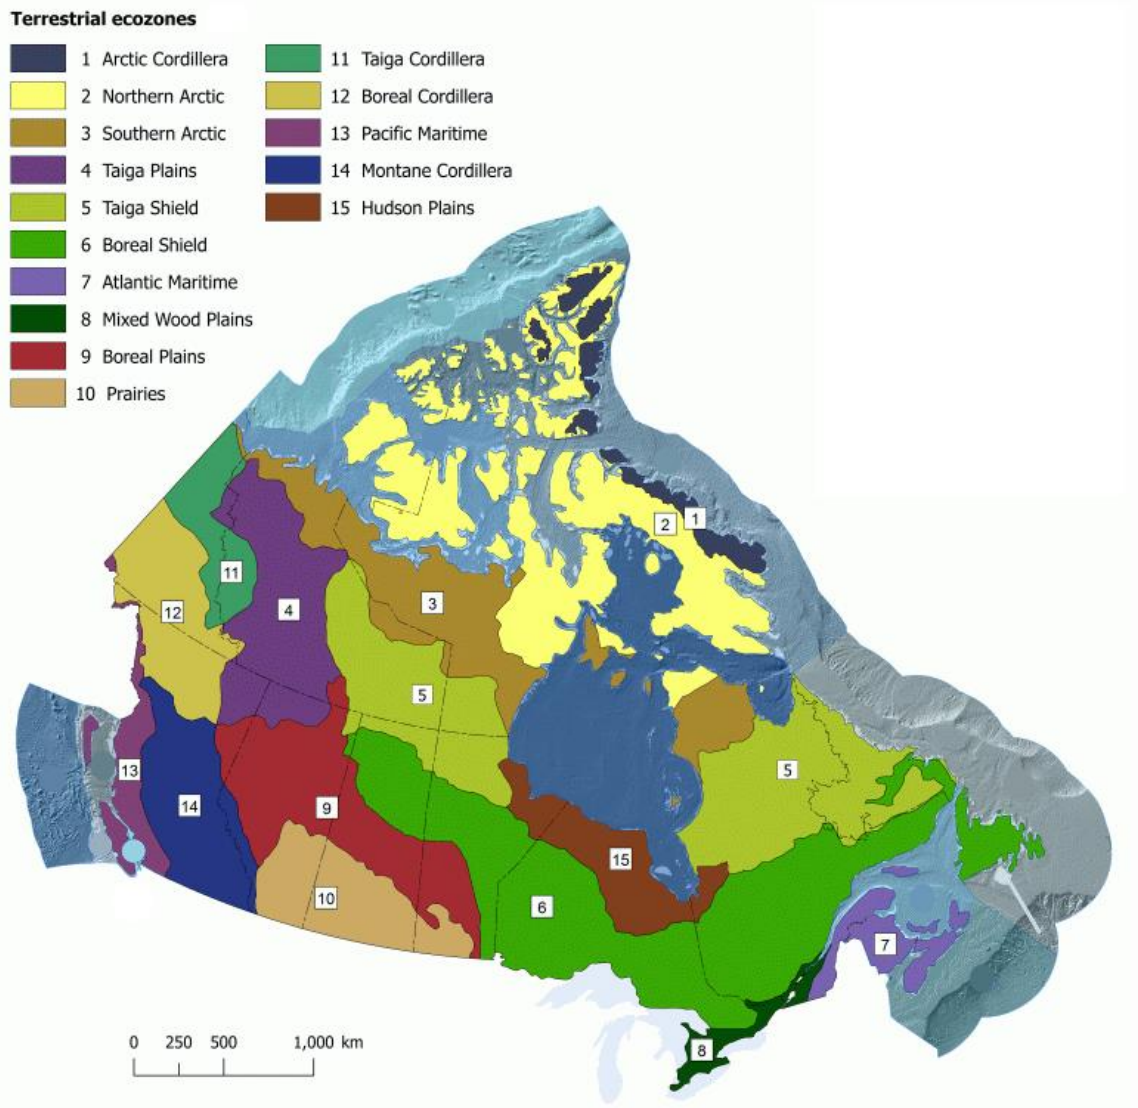 Terrestrial ecozones
1 Arctic Cordillera
2 Northern Arctic
3 Southern Arctic
4 Taiga Plains
5 Taiga Shield
6 Boreal Shield
7 Atlantic Maritime
8 Mixed Wood Plains
9 Boreal Plains
10 Prairies
11 Taiga Cordillera
12 Boreal Cordillera
13 Pacific Maritime
14 Montane Cordillera
15 Hudson Plains
2 1
11
3
12
4
5
13
5
14
9
15
10
6
7
8
0 250 500 1,000 km